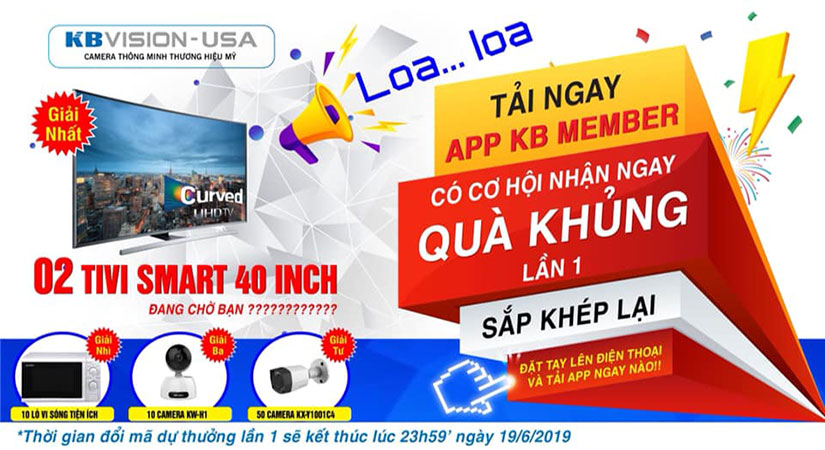 KBVISION-USA
CAMERA THÔNG MINH THƯƠNG HIỆU MỸ
Loa... loa
Giải
Nhất
Curved
UHDTV
02 TIVI SMART 40 INCH
ĐANG CHỜ BẠN ????????????
TẢI NGAY
APP KB MEMBER
CÓ CƠ HỘI NHẬN NGAY
QUÀ KHỦNG
LẦN 1
SẮP KHÉP LẠI
ĐẶT TAY LÊN ĐIỆN THOẠI
VÀ TẢI APP NGAY NÀO!!
Giải
Nhì
10 LÒ VI SÓNG TIỆN ÍCH
Giải
Ba
10 CAMERA KW-H1
Giải
Tư
50 CAMERA KX-Y1001C4
*Thời gian đổi mã dự thưởng lần 1 sẽ kết thúc lúc 23h59' ngày 19/6/2019